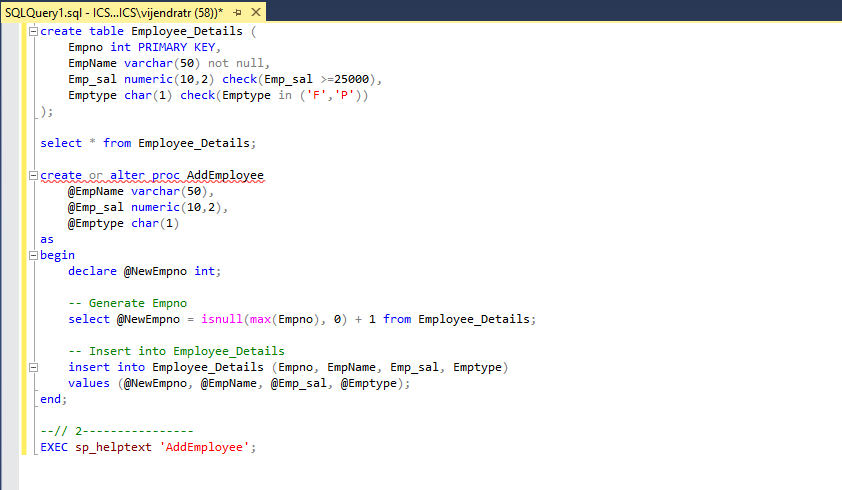 SQLQuery1.sql - ICS...ICS\vijendratr (58))*
create table Employee_Details (
Empno int PRIMARY KEY,
EmpName varchar(50) not null,
Emp_sal numeric(10,2) check(Emp_sal >=25000),
Emptype char(1) check(Emptype in ('F','P'))
);
select * from Employee_Details;
create or alter proc AddEmployee
@EmpName varchar(50),
@Emp_sal numeric(10,2),
@Emptype char(1)
as
begin
declare @NewEmpno int;
-- Generate Empno
select @NewEmpno = isnull(max(Empno), 0) + 1 from Employee_Details;
-- Insert into Employee_Details
insert into Employee_Details (Empno, EmpName, Emp_sal, Emptype)
values (@NewEmpno, @EmpName, @Emp_sal, @Emptype);
end;
--// 2----------------
EXEC sp_helptext 'AddEmployee';